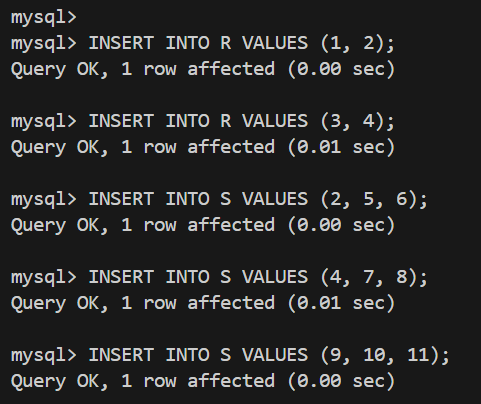 mysql>
mysql> INSERT INTO R VALUES (1, 2);
Query OK, 1 row affected (0.00 sec)
mysql> INSERT INTO R VALUES (3, 4);
Query OK, 1 row affected (0.01 sec)
mysql> INSERT INTO S VALUES (2, 5, 6);
Query OK, 1 row affected (0.00 sec)
mysql> INSERT INTO S VALUES (4, 7, 8);
Query OK, 1 row affected (0.01 sec)
mysql> INSERT INTO S VALUES (9, 10, 11);
Query OK, 1 row affected (0.00 sec)